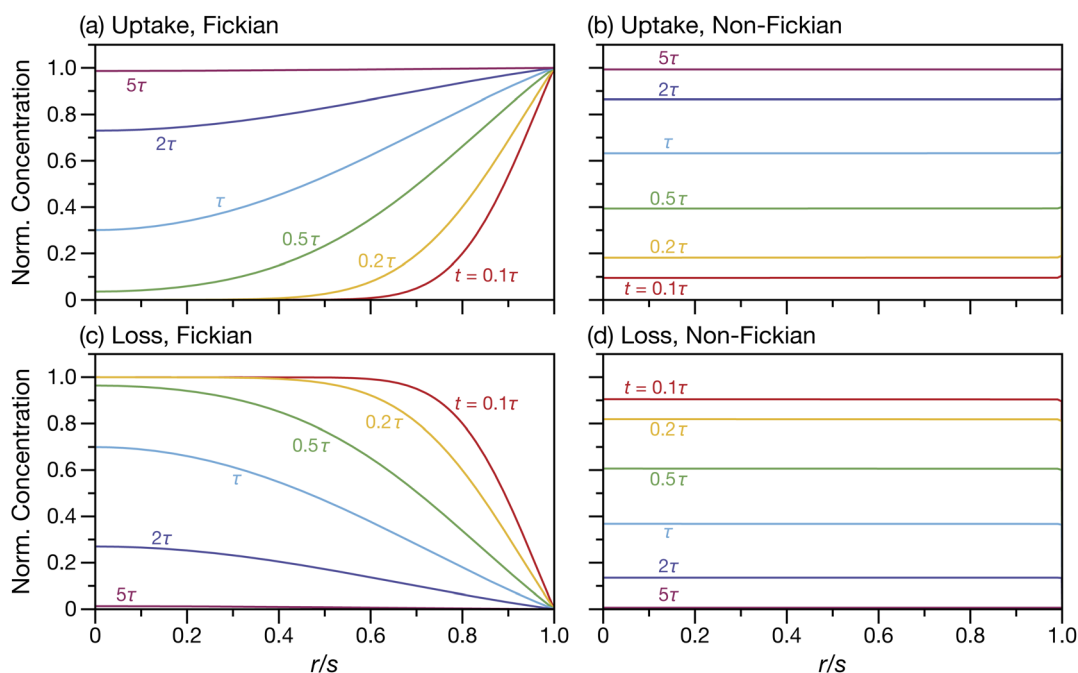 (a) Uptake, Fickian
(b) Uptake, Non-Fickian
Norm. Concentration
1.0
0.8
0.6
0.4
0.2
0
5τ
2τ
τ
0.5τ
0.2τ
t = 0.1τ
5τ
2τ
τ
0.5τ
0.2τ
t = 0.1τ
(c) Loss, Fickian
(d) Loss, Non-Fickian
Norm. Concentration
1.0
0.8
0.6
0.4
0.2
0
t = 0.1τ
0.2τ
0.5τ
τ
2τ
5τ
t = 0.1τ
0.2τ
0.5τ
τ
2τ
5τ
0 0.2 0.4 0.6 0.8 1.0
0 0.2 0.4 0.6 0.8 1.0
r/s
r/s